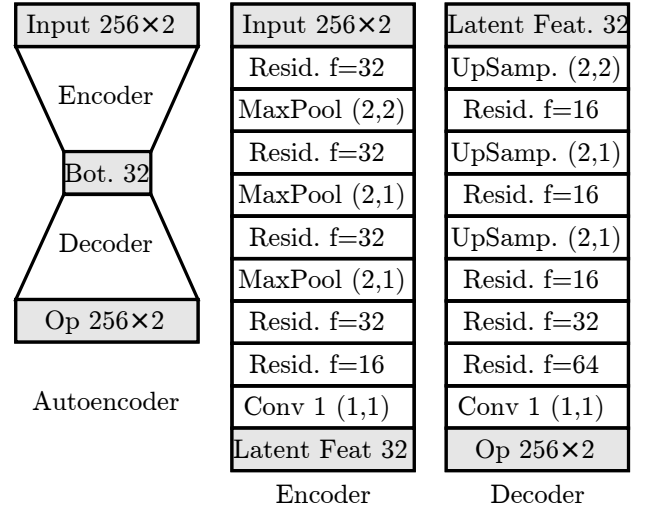 Input 256×2
Encoder
Bot. 32
Decoder
Op 256×2
Autoencoder
Input 256×2
Resid. f=32
MaxPool (2,2)
Resid. f=32
MaxPool (2,1)
Resid. f=32
MaxPool (2,1)
Resid. f=32
Resid. f=16
Conv 1 (1,1)
Latent Feat 32
Encoder
Latent Feat. 32
UpSamp. (2,2)
Resid. f=16
UpSamp. (2,1)
Resid. f=16
UpSamp. (2,1)
Resid. f=16
Resid. f=32
Resid. f=64
Conv 1 (1,1)
Op 256×2
Decoder